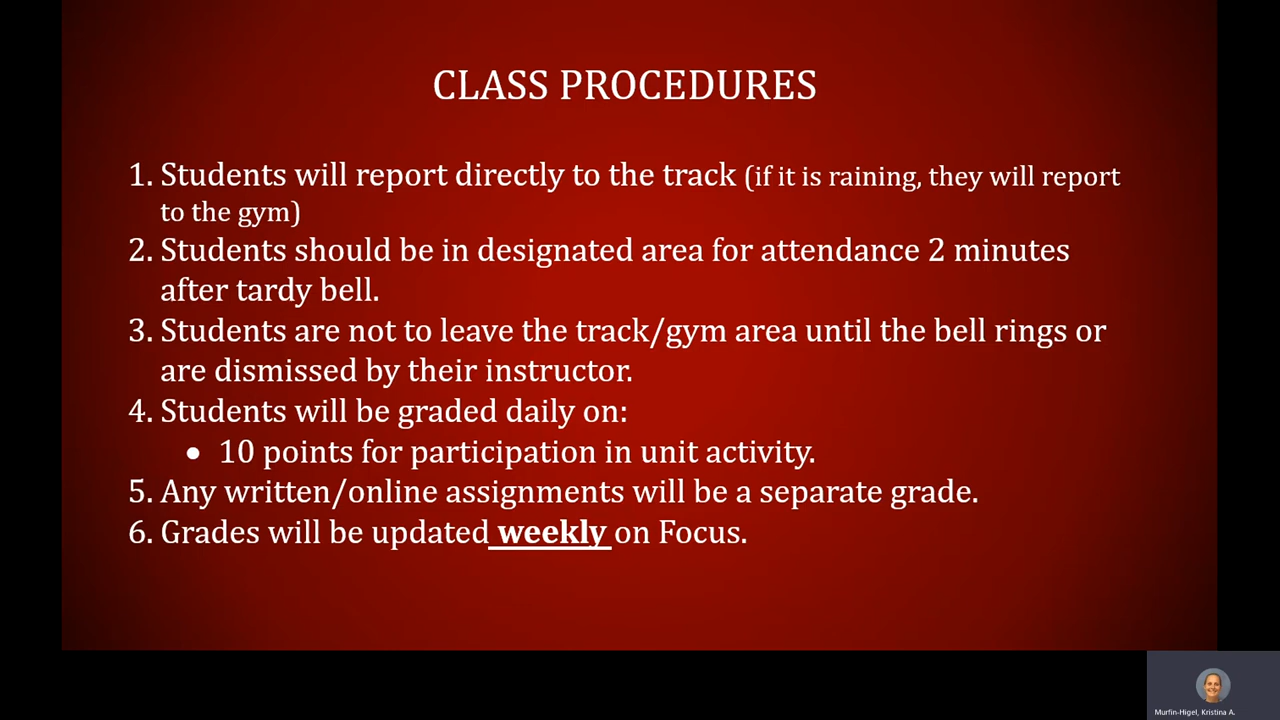 CLASS PROCEDURES
1. Students will report directly to the track (if it is raining, they will report
to the gym)
2. Students should be in designated area for attendance 2 minutes
after tardy bell.
3. Students are not to leave the track/gym area until the bell rings or
are dismissed by their instructor.
4. Students will be graded daily on:
• 10 points for participation in unit activity.
5. Any written/online assignments will be a separate grade.
6. Grades will be updated weekly on Focus.
Murfin-Higel, Kristina A.